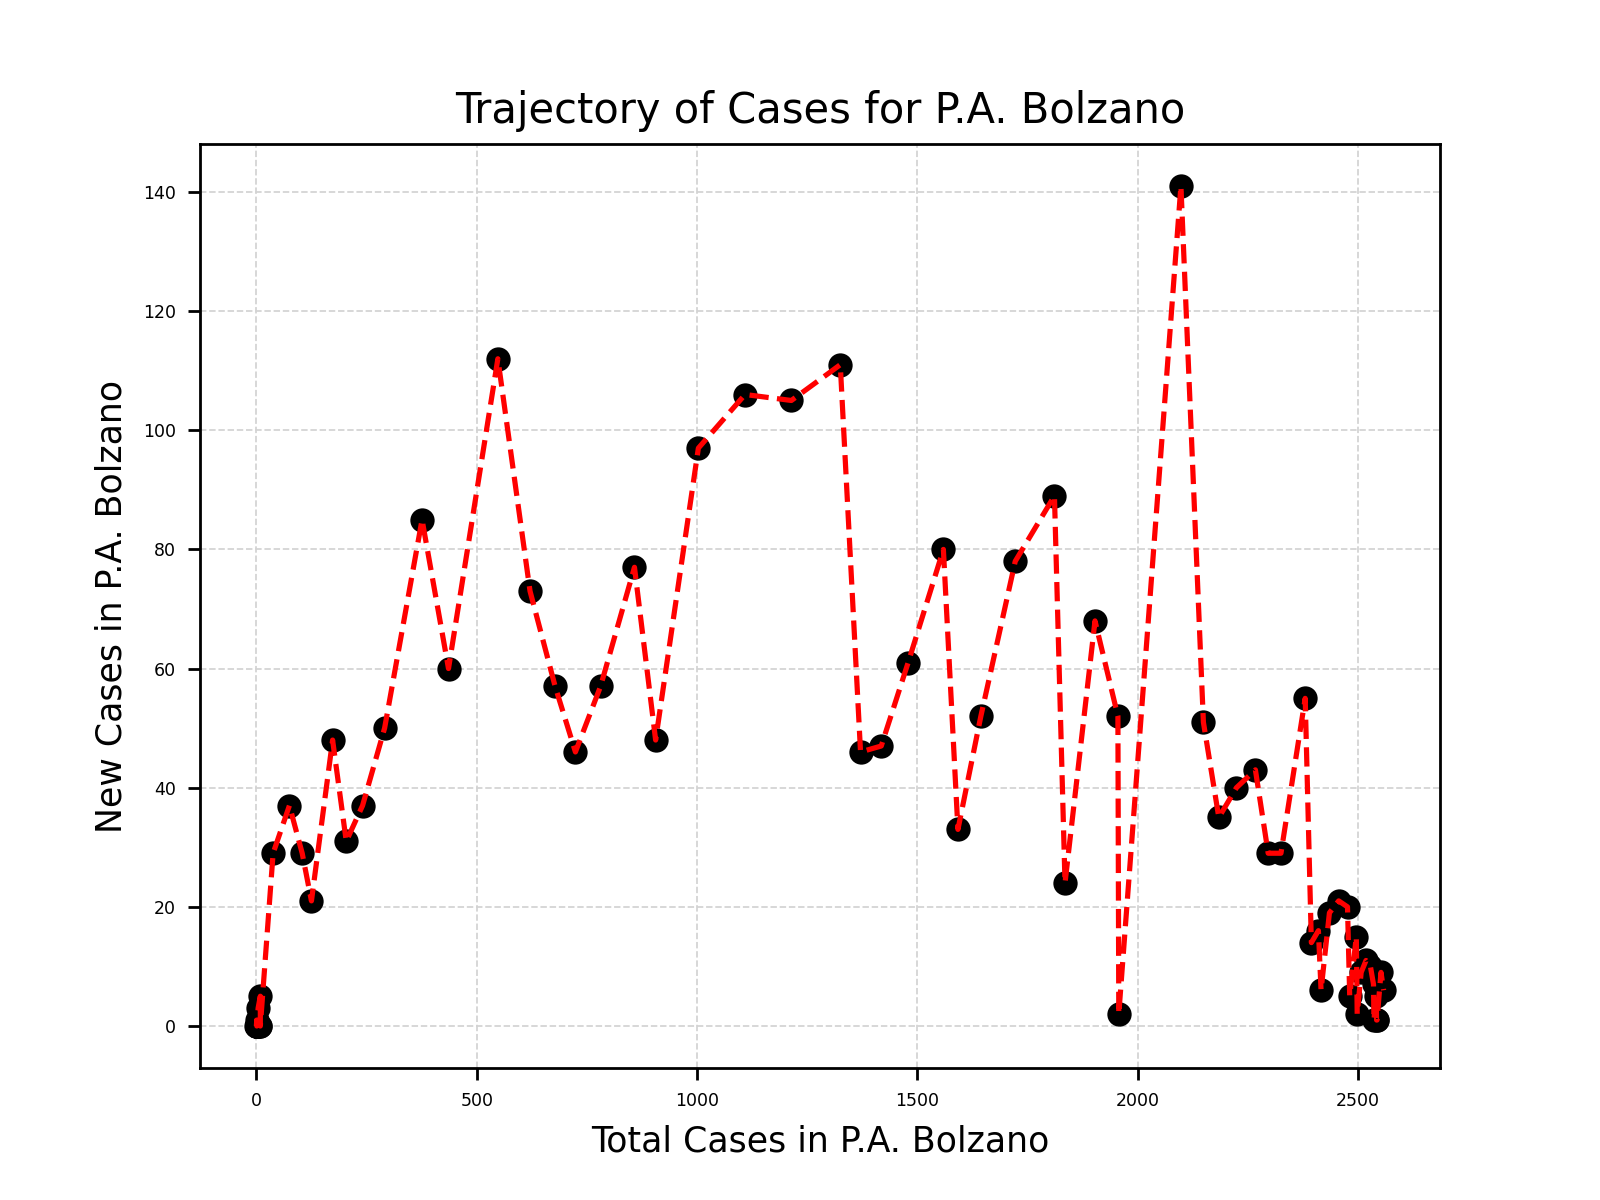 Trajectory of Cases for P.A. Bolzano
New Cases in P.A. Bolzano
140
120
100
80
60
40
20
0
0 500 1000 1500 2000 2500
Total Cases in P.A. Bolzano